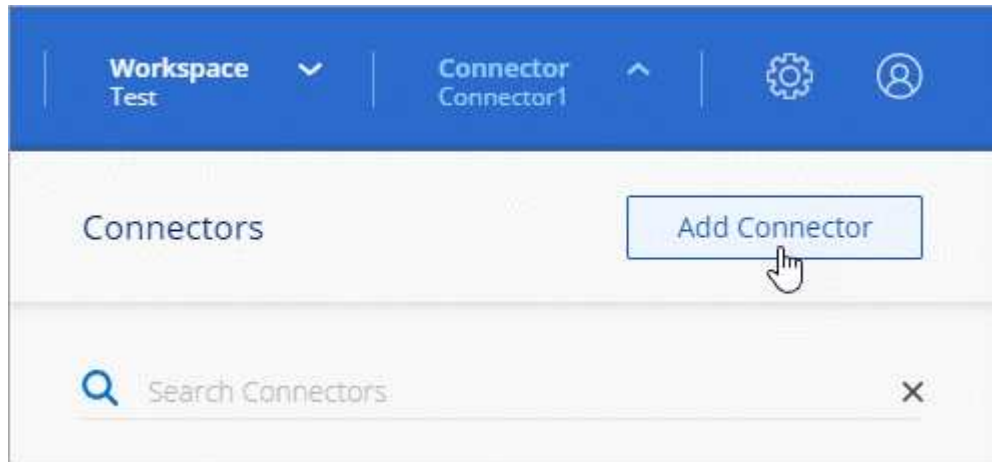 Workspace
Test
Connector
Connector1
Connectors
Add Connector
Search Connectors